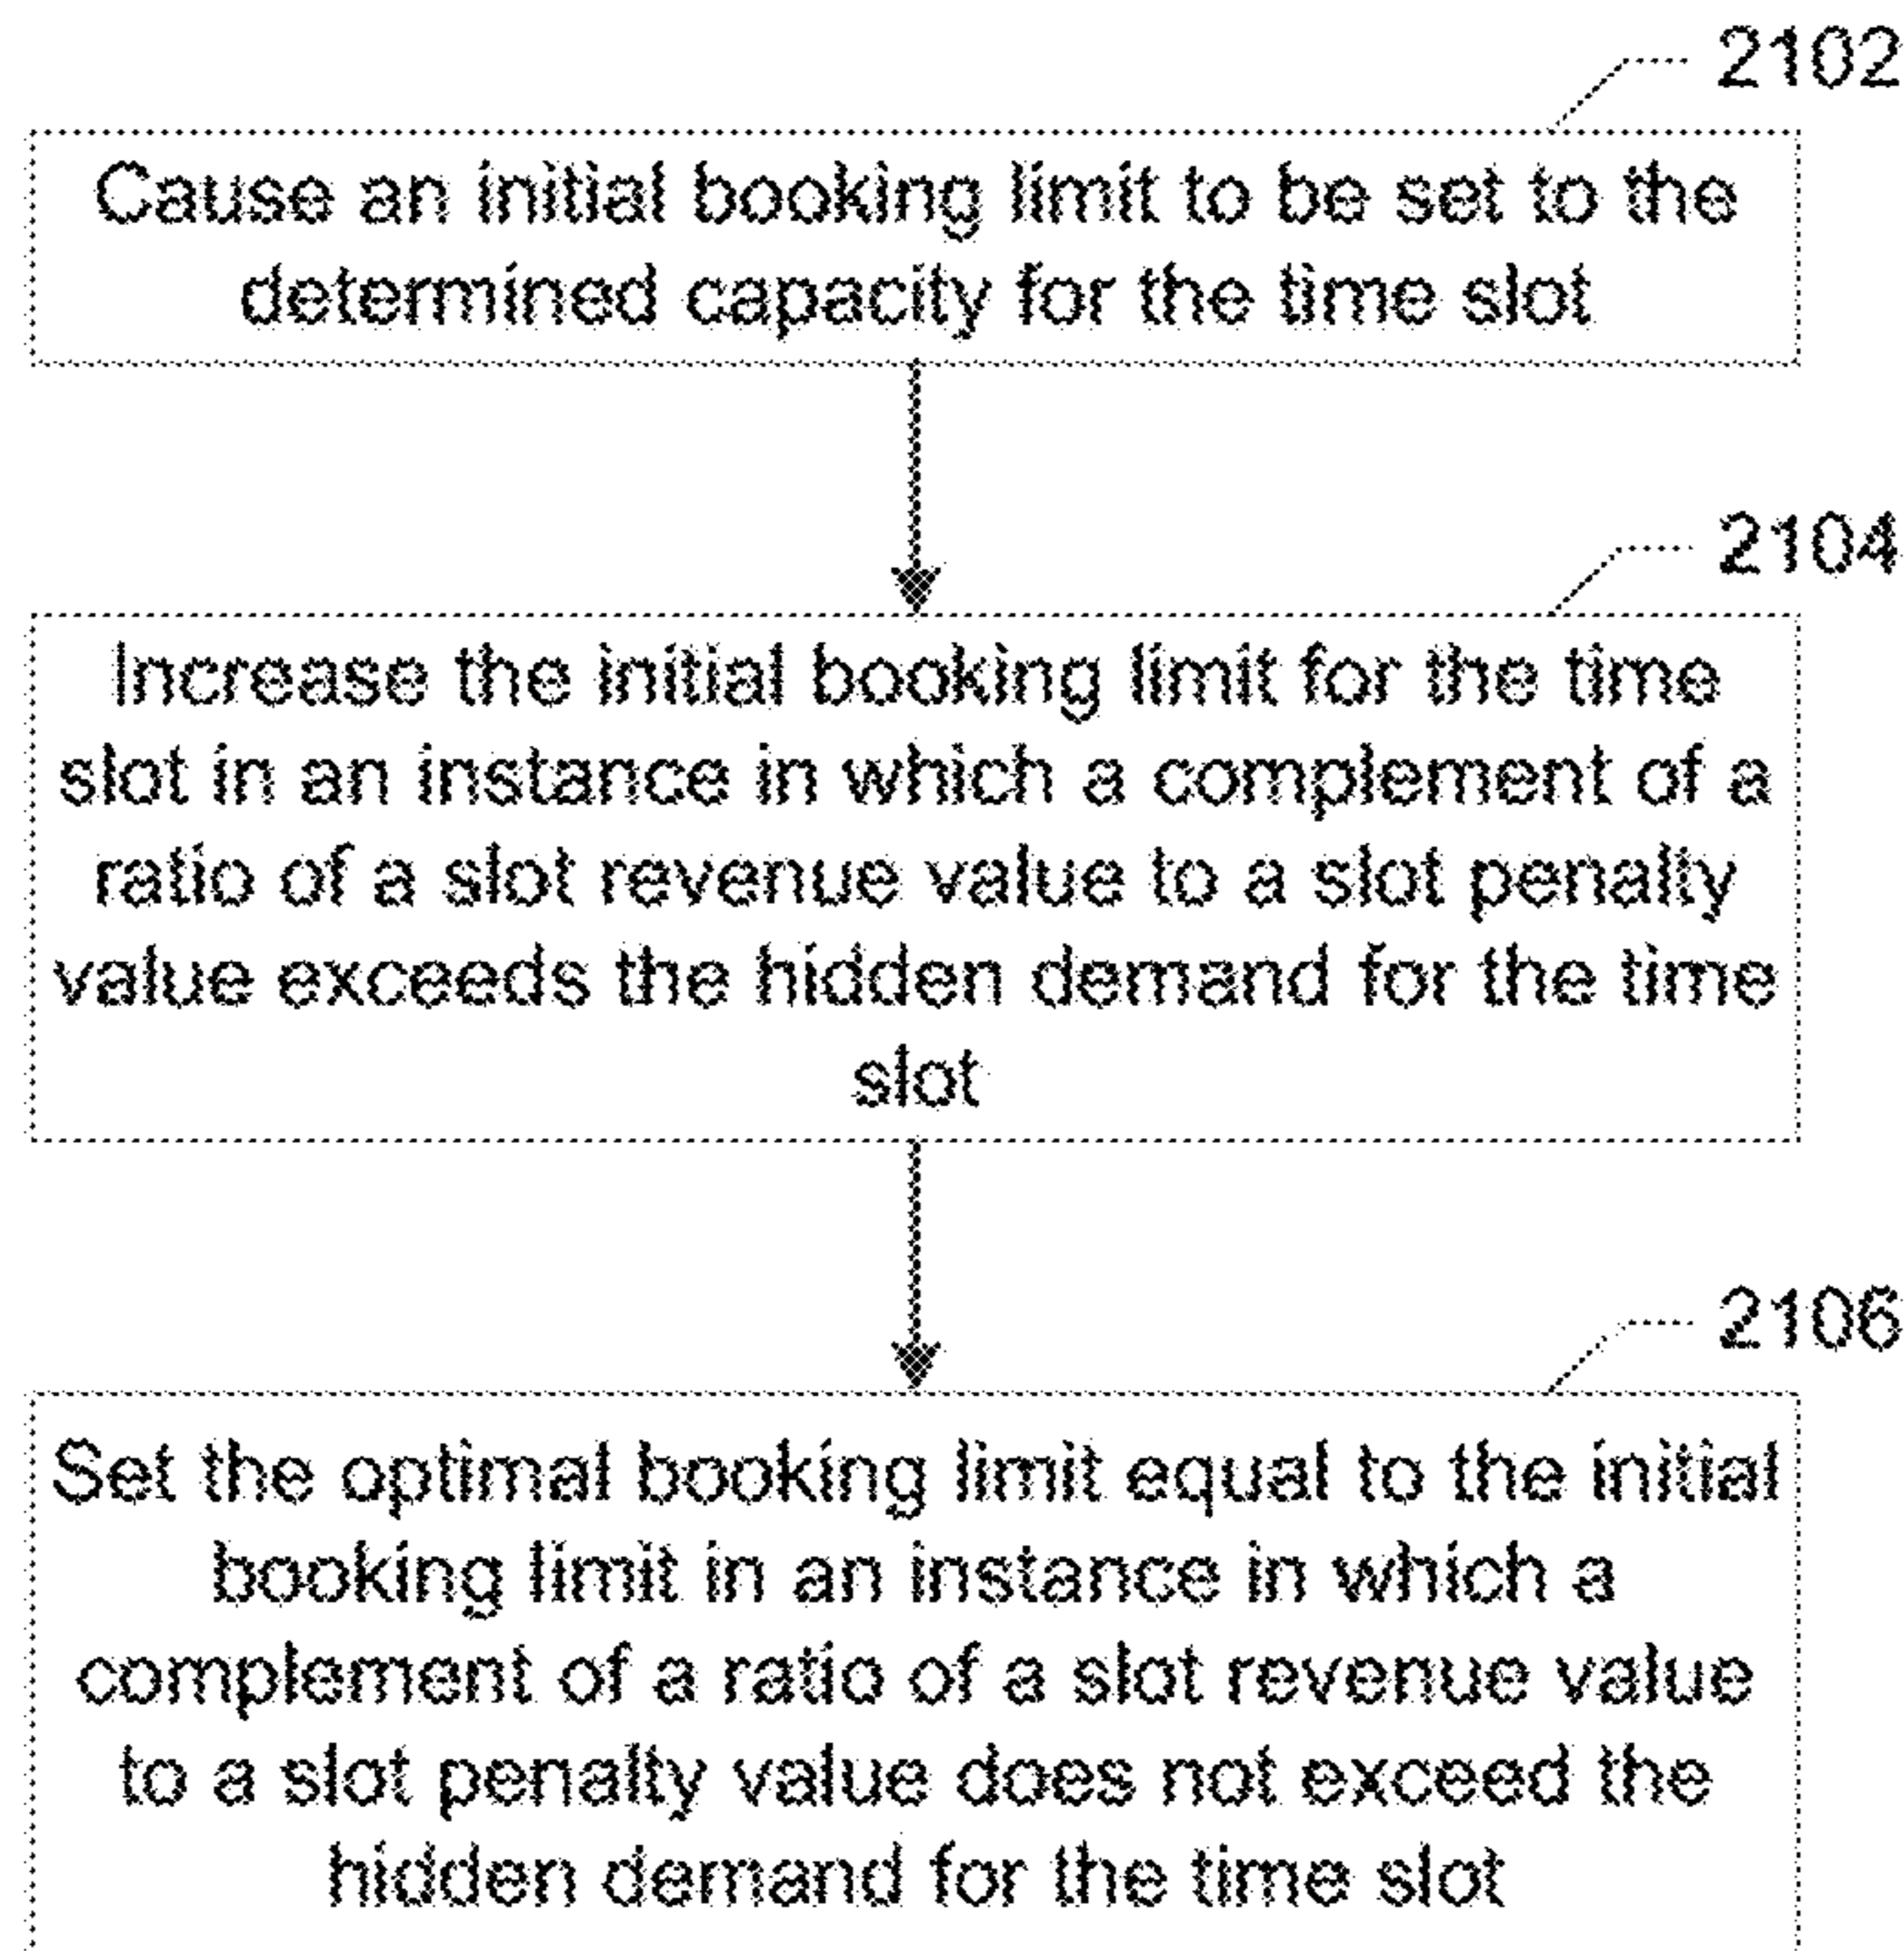 2102
Cause an initial booking limit to be set to the
determined capacity for the time slot
2104
Increase the initial booking limit for the time
slot in an instance in which a complement of a
ratio of a slot revenue value to a slot penalty
value exceeds the hidden demand for the time
slot
2106
Set the optimal booking limit equal to the initial
booking limit in an instance in which a
complement of a ratio of a slot revenue value
to a slot penalty value does not exceed the
hidden demand for the time slot